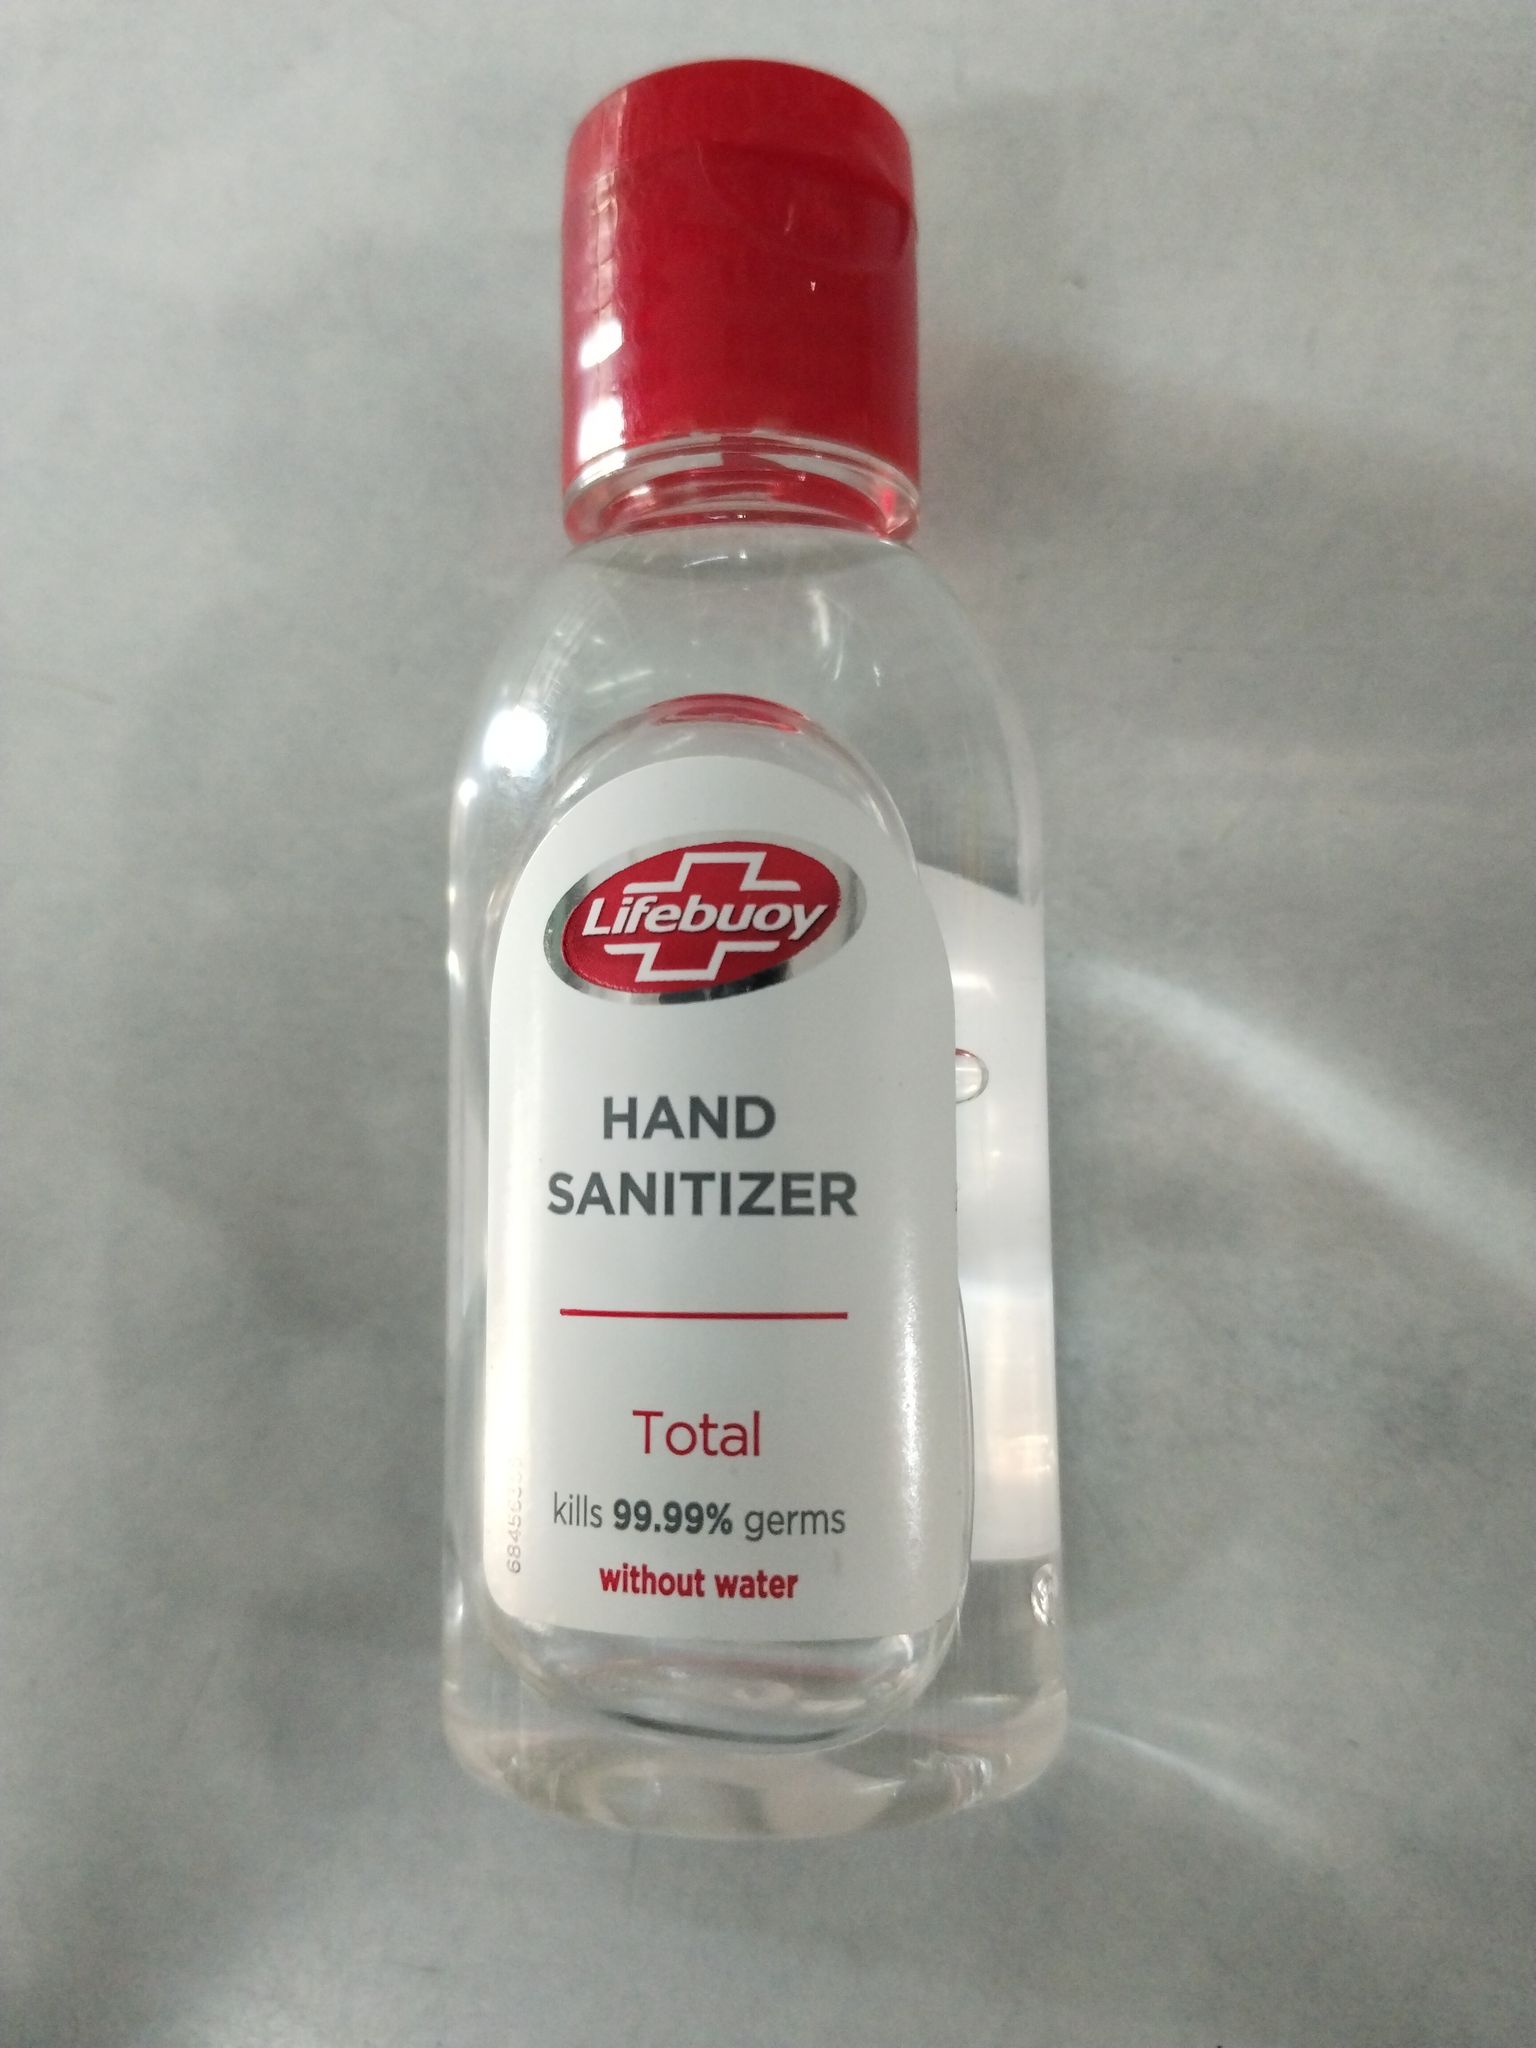 Lifebuoy
HAND
SANITIZER
Total
kills 99.99% germs
without water